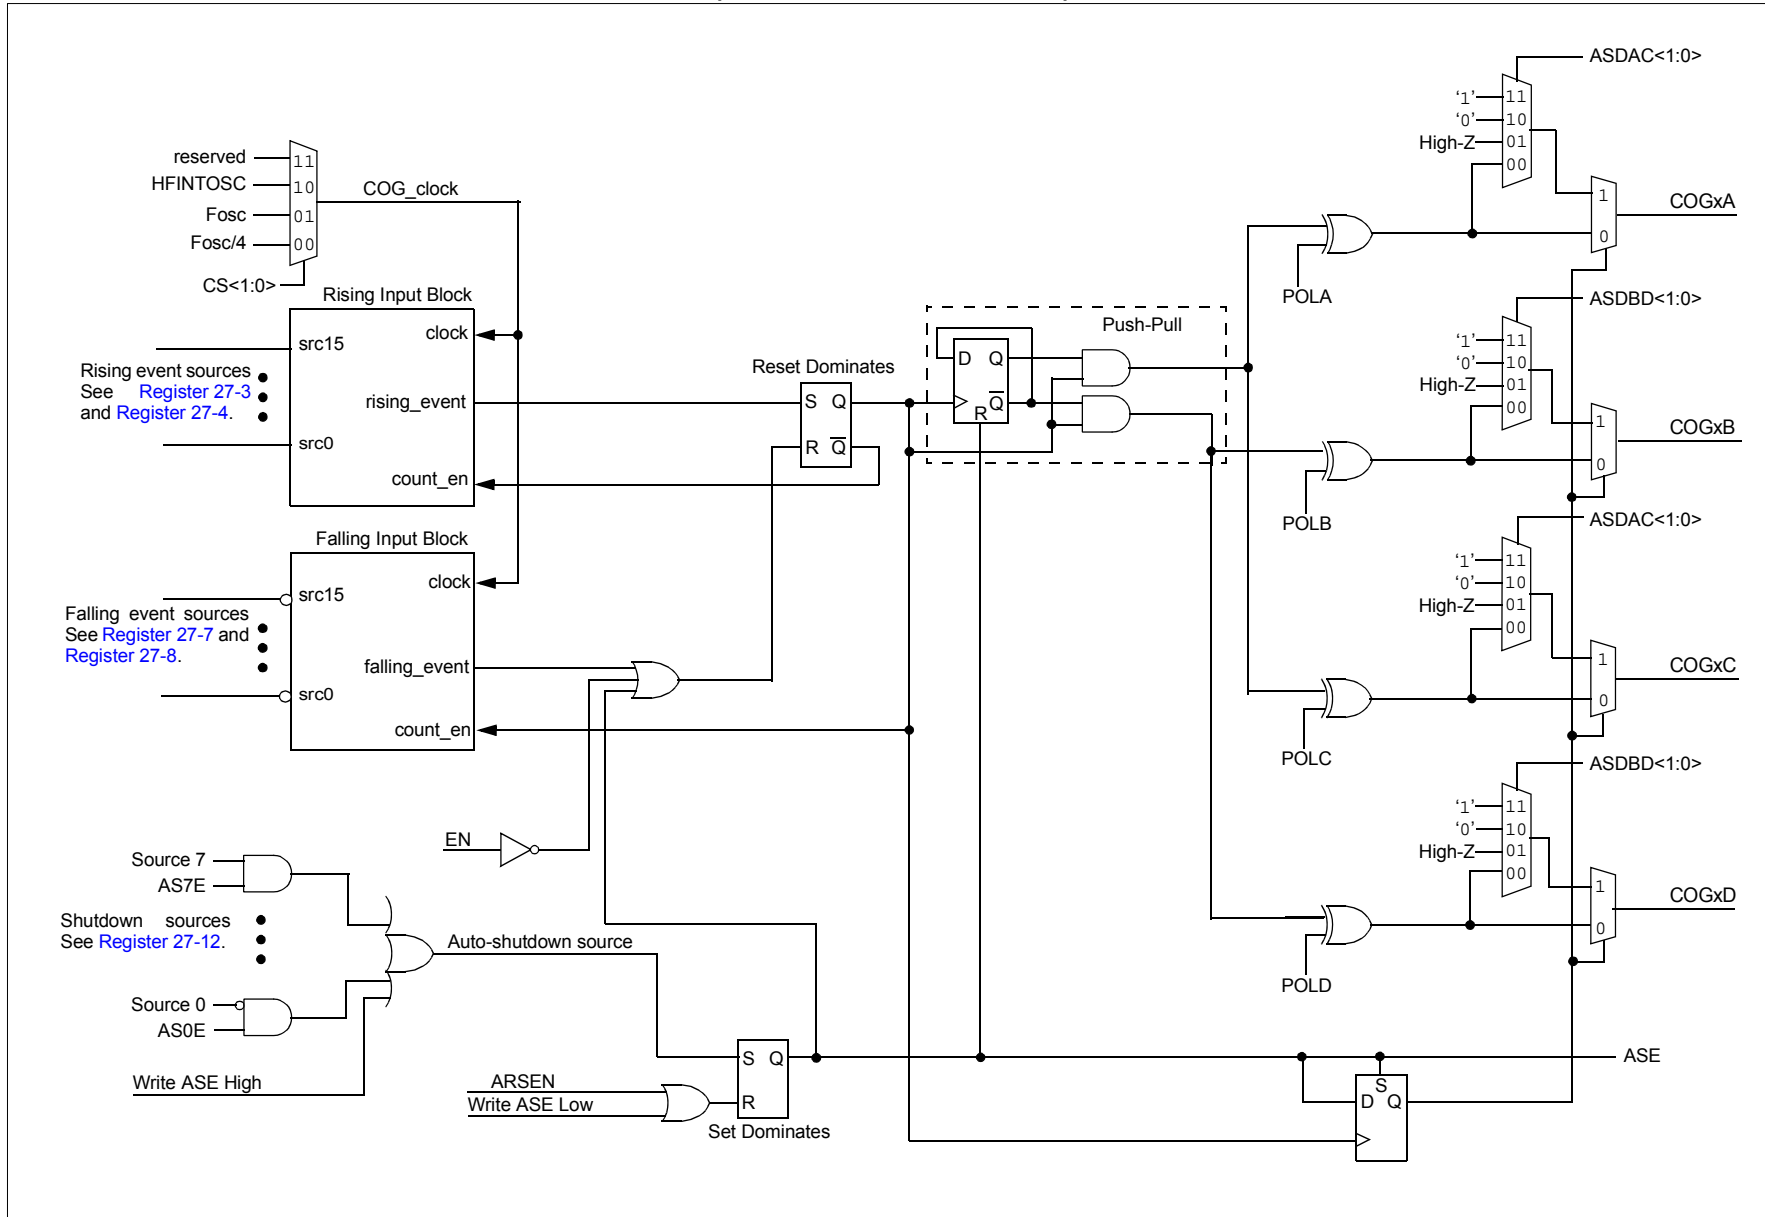 ASDAC<1:0>
'1' 11
'0' 10
High-Z 01
00
reserved 11
HFINTOSC 10
Fosc 01
Fosc/4 00
COG_clock
CS<1:0>
1
0
COGxA
POLA
Rising Input Block
clock
src15
Rising event sources
See Register 27-3
and Register 27-4.
rising_event
src0
count_en
Reset Dominates
S Q
R Q
Push-Pull
D Q
R Q
ASDBD<1:0>
'1' 11
'0' 10
High-Z 01
00
1
0
COGxB
POLB
Falling Input Block
clock
src15
Falling event sources
See Register 27-7 and
Register 27-8.
falling_event
src0
count_en
ASDAC<1:0>
'1' 11
'0' 10
High-Z 01
00
1
0
COGxC
POLC
EN
Source 7
AS7E
Shutdown sources
See Register 27-12.
Auto-shutdown source
Source 0
AS0E
Write ASE High
ASDBD<1:0>
'1' 11
'0' 10
High-Z 01
00
1
0
COGxD
POLD
S Q
R
ARSEN
Write ASE Low
Set Dominates
ASE
S
D Q